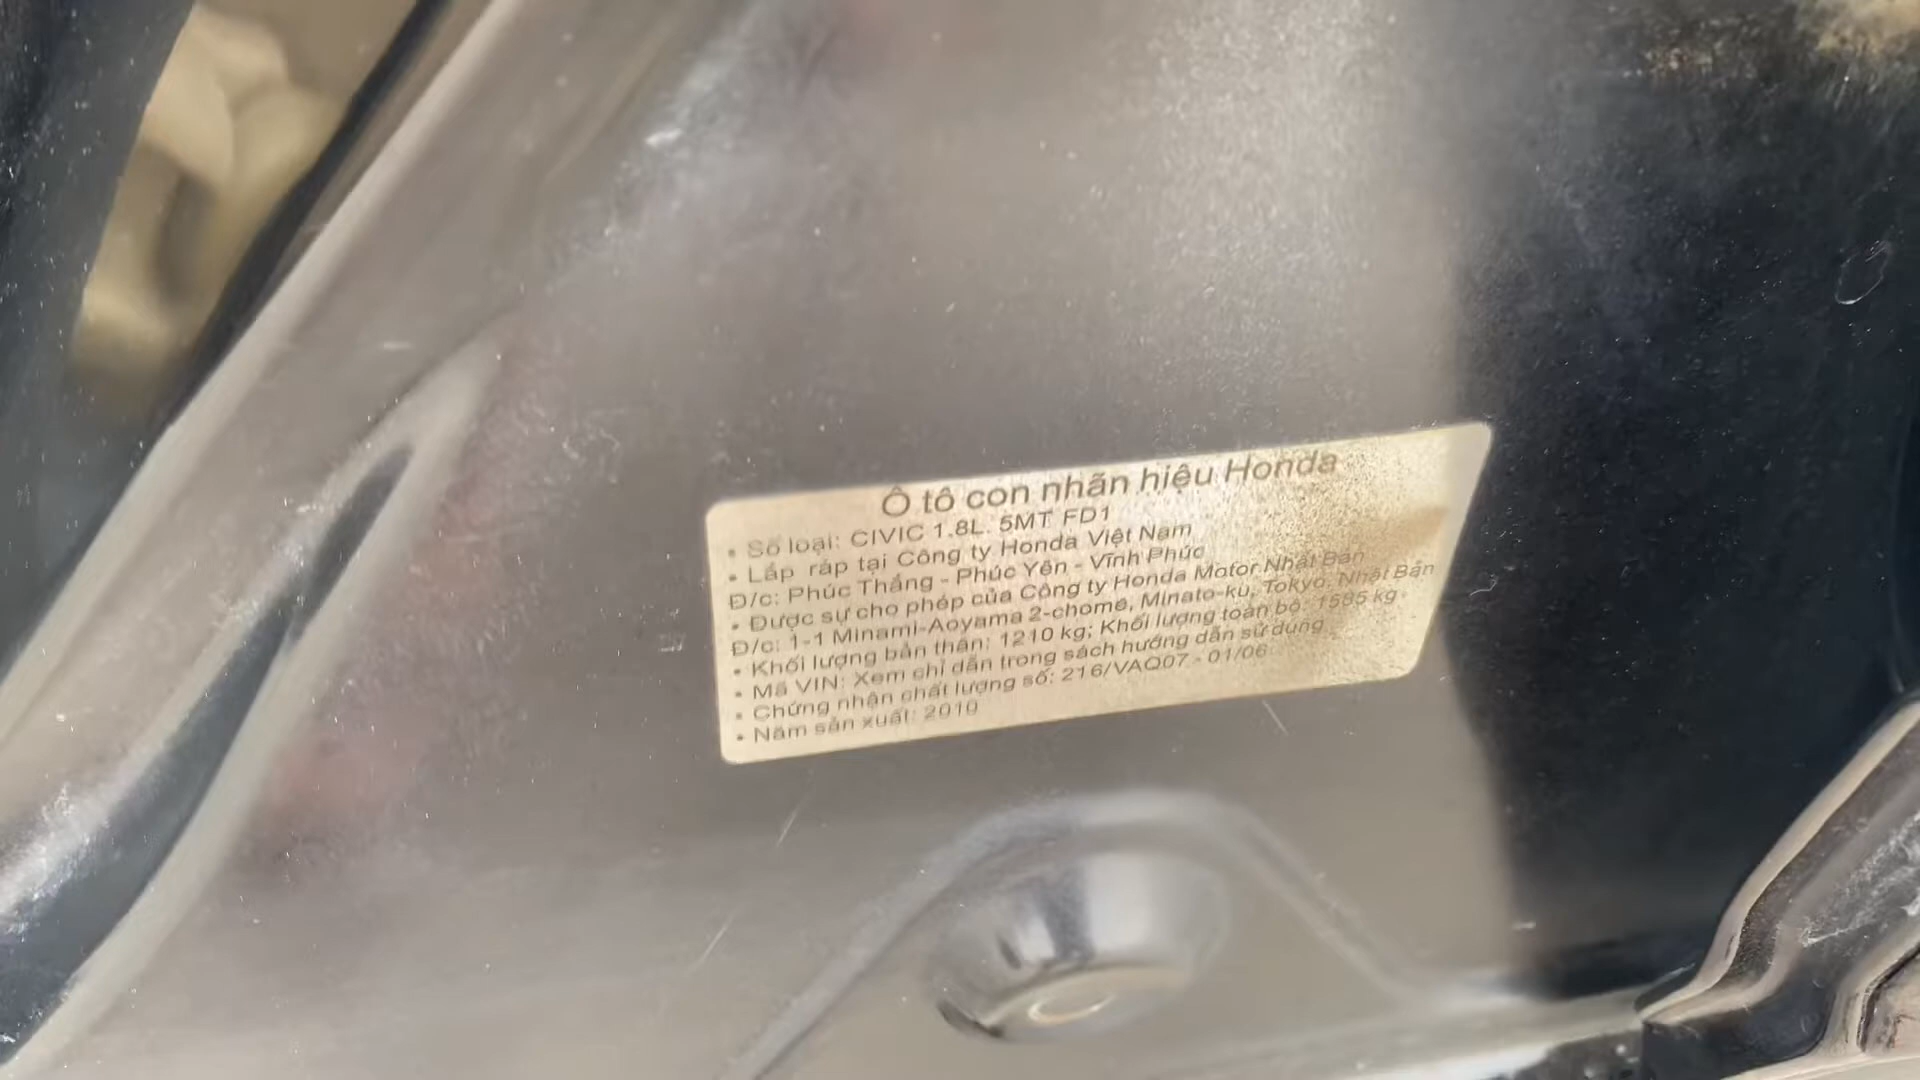 Ô tô con nhãn hiệu Honda
• Số loại: CIVIC 1.8L 5MT FD1
• Lắp ráp tại Công ty Honda Việt Nam
Đ/c: Phúc Thắng - Phúc Yên - Vĩnh Phúc
• Được sự cho phép của Công ty Honda Motor Nhật Bản
Đ/c: 1-1 Minami-Aoyama 2-chome, Minato-ku, Tokyo, Nhật Bản
• Khối lượng bản thân: 1210 kg; Khối lượng toàn bộ: 1585 kg
• Mã VIN: Xem chỉ dẫn trong sách hướng dẫn sử dụng
• Chứng nhận chất lượng số: 216/VAQ07 - 01/06
• Năm sản xuất: 2010